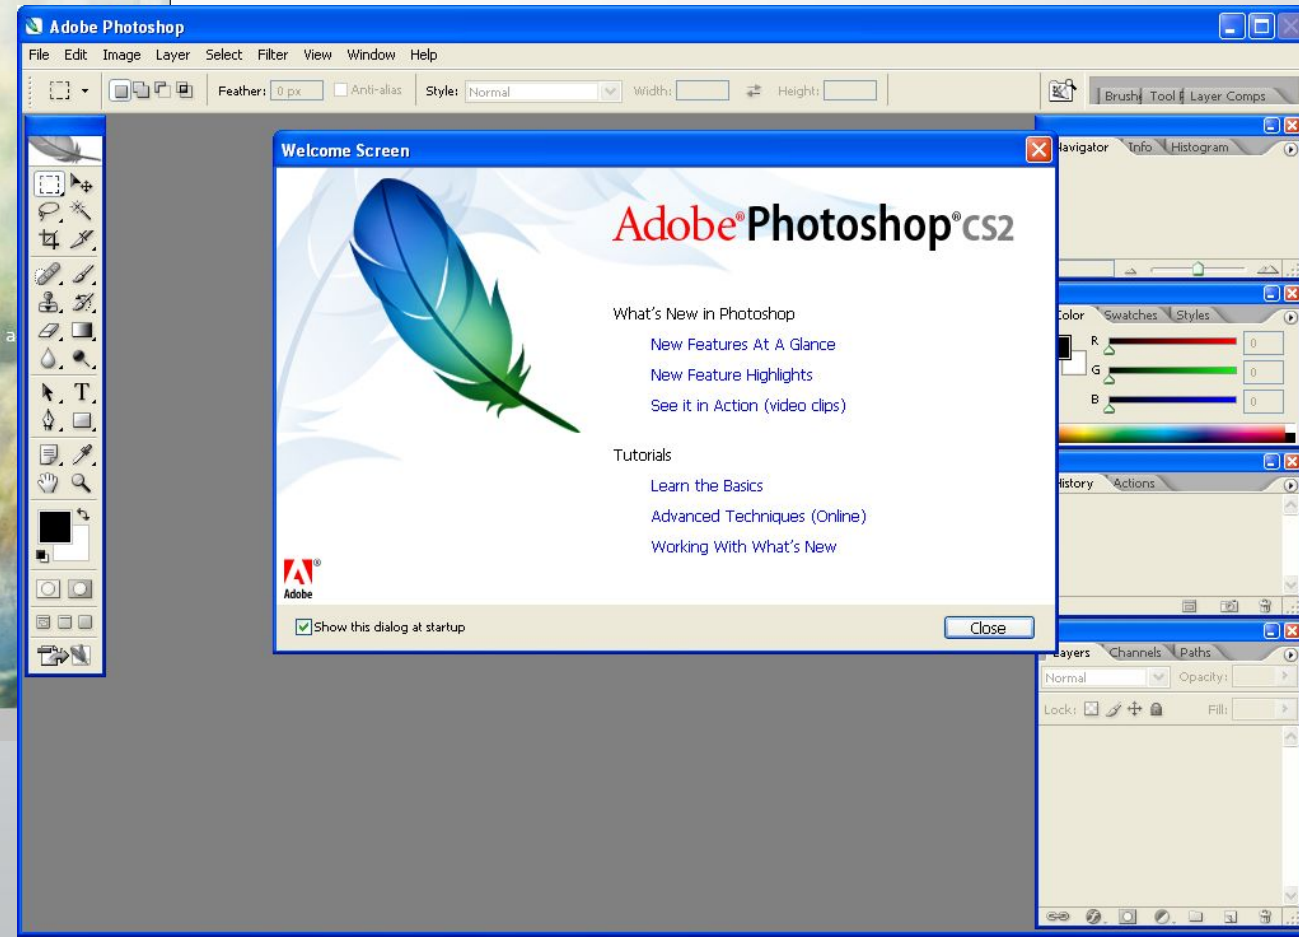 Adobe Photoshop
File Edit Image Layer Select Filter View Window Help
Feather: 0 px Anti-alias Style: Normal Width: Height:
Brushe Tool P Layer Comps
Welcome Screen
Adobe® Photoshop® CS2
What's New in Photoshop
New Features At A Glance
New Feature Highlights
See it in Action (video clips)
Tutorials
Learn the Basics
Advanced Techniques (Online)
Working With What's New
Adobe®
Show this dialog at startup
Close
a
T
avigator Info Histogram
Color Swatches Styles
R 0
G 0
B 0
History Actions
Layers Channels Paths
Normal Opacity:
Lock: Fill: